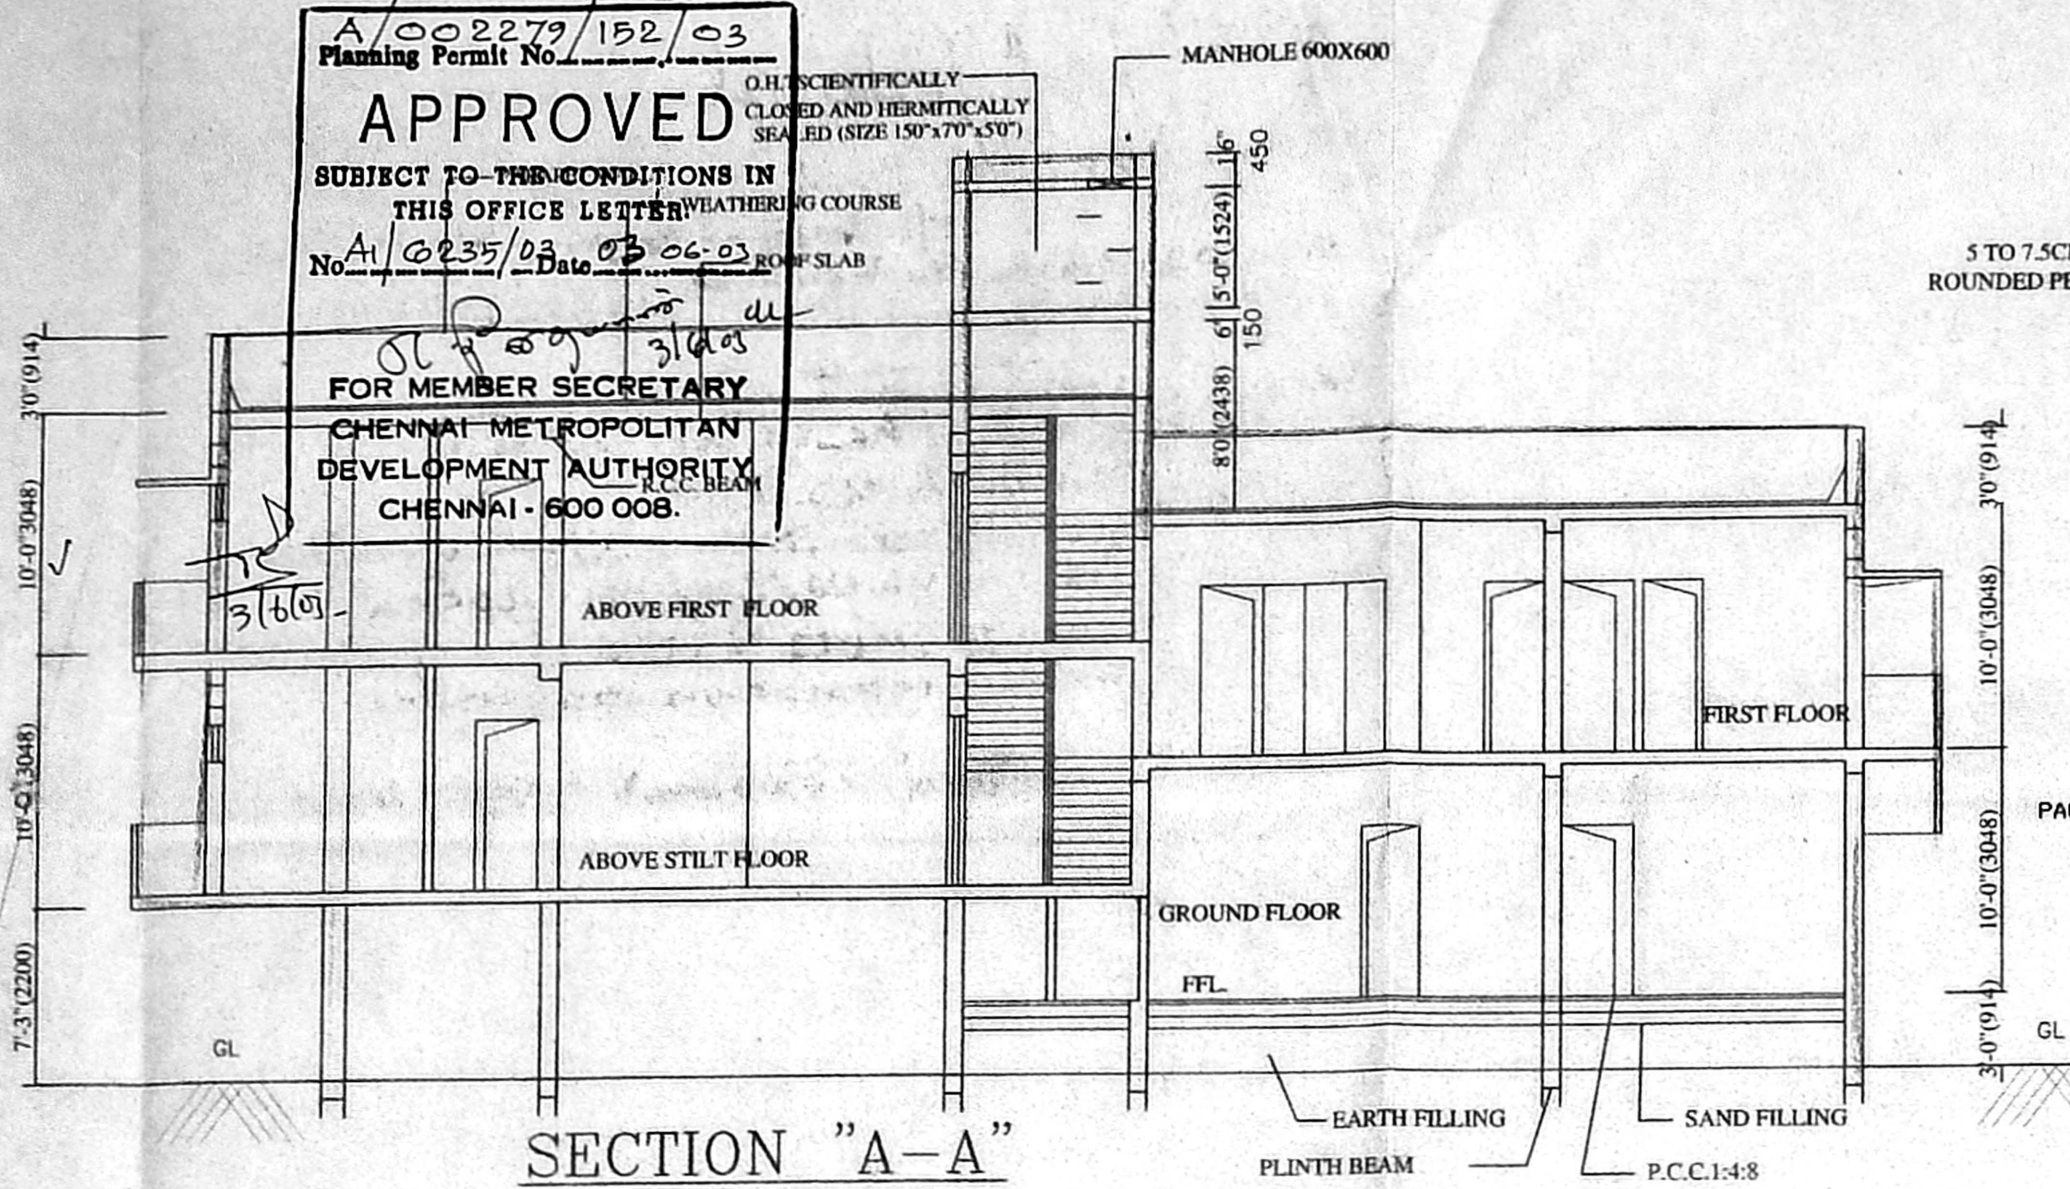 A/002279/152/03
Planning Permit No
APPROVED
SUBJECT TO THE CONDITIONS IN
THIS OFFICE LETTER.
No A1/6235/03 Date 03 06-03
3/6/03
FOR MEMBER SECRETARY
CHENNAI METROPOLITAN
DEVELOPMENT AUTHORITY
CHENNAI - 600 008.
3/6/03
MANHOLE 600X600
O.H.T SCIENTIFICALLY
CLOSED AND HERMITICALLY
SEALED (SIZE 150"x70"x50")
WEATHERING COURSE
ROOF SLAB
R.C.C. BEAM
1'6"
450
5'-0"(1524)
6"
150
8'0"(2438)
5 TO 7.5C
ROUNDED PE
3'0"(914)
10'-0"(3048)
10'-0"(3048)
7'-3"(2200)
ABOVE FIRST FLOOR
ABOVE STILT FLOOR
FIRST FLOOR
GROUND FLOOR
FFL
3'0"(914)
10'-0"(3048)
10'-0"(3048)
3'-0"(914)
PA
GL
GL
EARTH FILLING
SAND FILLING
PLINTH BEAM
P.C.C.1:4:8
SECTION "A-A"